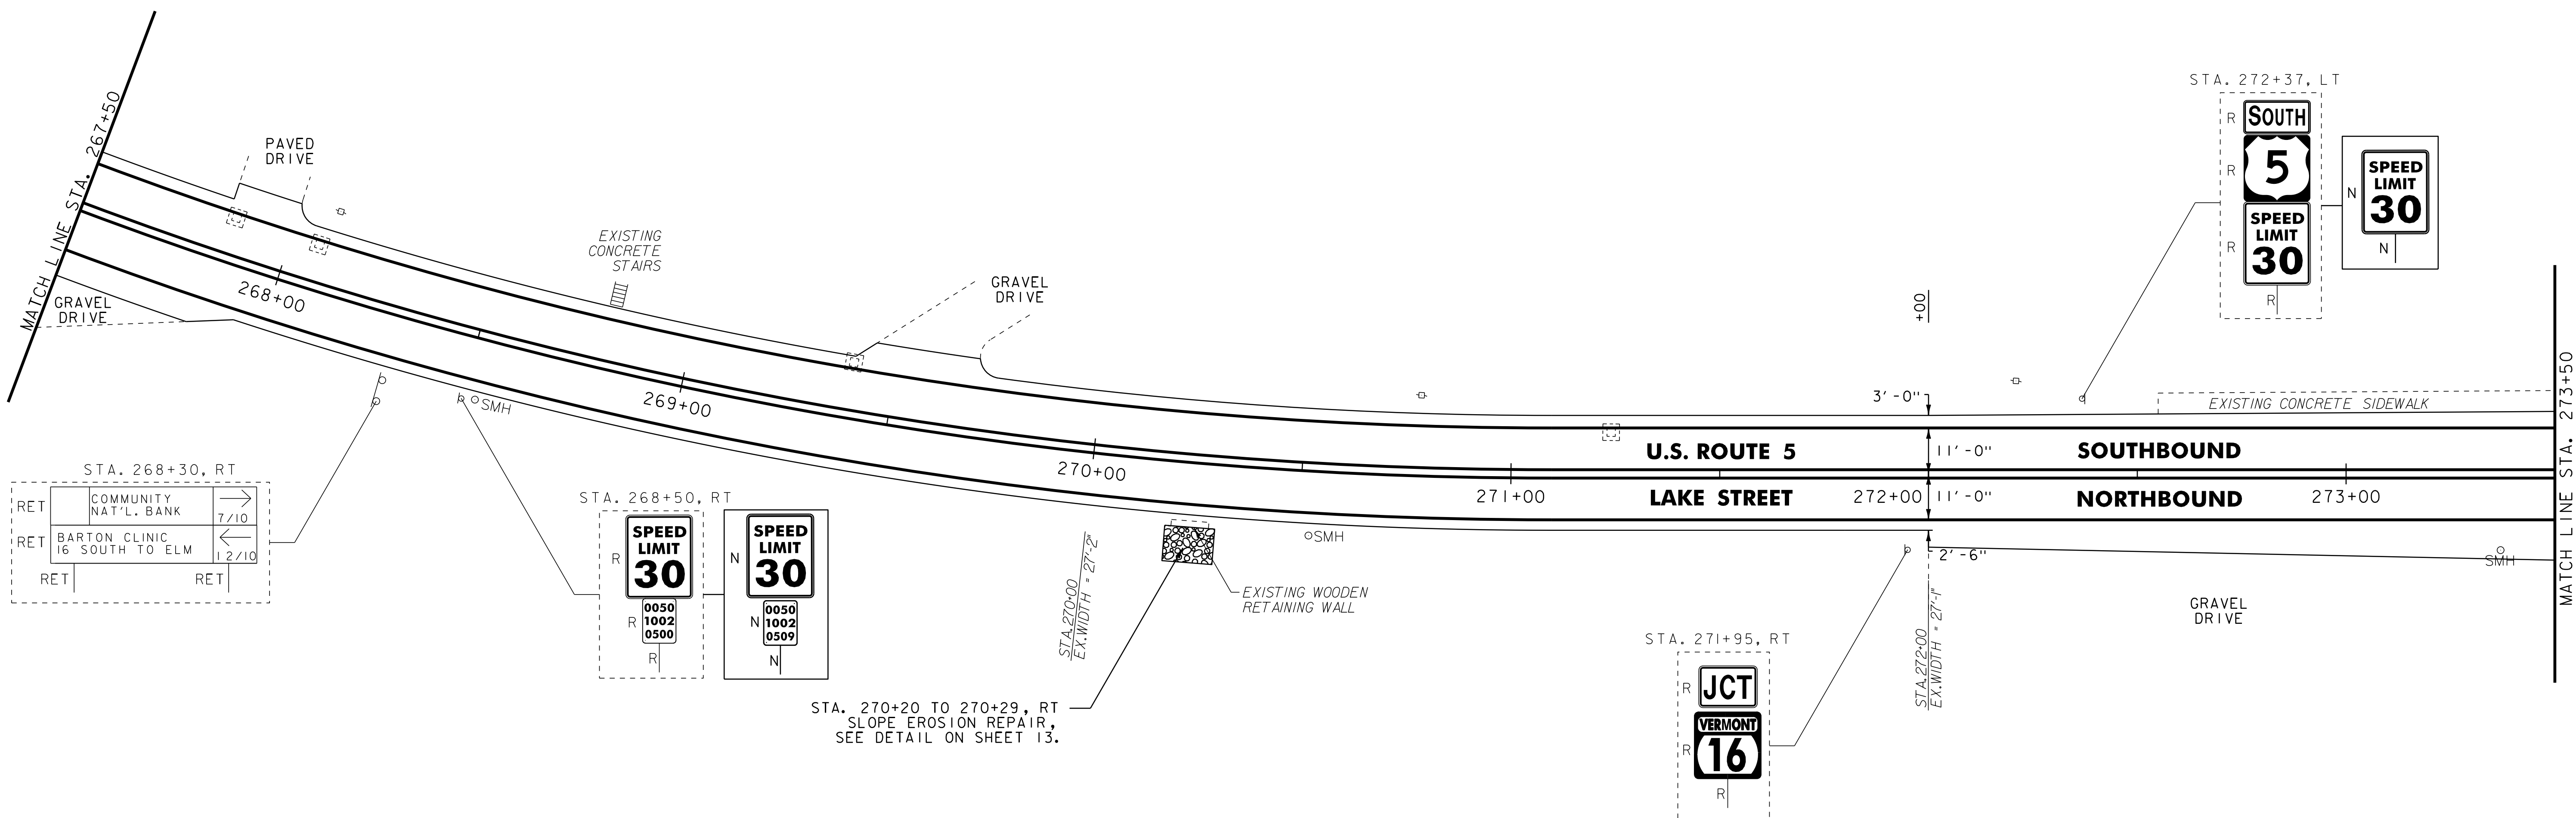 MATCH LINE STA. 267+50
PAVED
DRIVE
GRAVEL
DRIVE
268+00
EXISTING
CONCRETE
STAIRS
GRAVEL
DRIVE
SMH
269+00
270+00
STA. 268+30, RT
RET
COMMUNITY
NAT'L. BANK
7/10
RET
BARTON CLINIC
16 SOUTH TO ELM
1 2/10
RET
RET
STA. 268+50, RT
R
SPEED
LIMIT
30
R
0050
1002
0500
R
N
SPEED
LIMIT
30
N
0050
1002
0509
N
STA. 270+00
EX. WIDTH = 27'-2"
EXISTING WOODEN
RETAINING WALL
SMH
STA. 270+20 TO 270+29, RT
SLOPE EROSION REPAIR,
SEE DETAIL ON SHEET 13.
271+00
U.S. ROUTE 5
LAKE STREET
272+00
+00
3'-0"
11'-0"
11'-0"
2'-6"
SOUTHBOUND
NORTHBOUND
273+00
STA. 272+00
EX. WIDTH = 27'-1"
STA. 271+95, RT
R
JCT
R
VERMONT
16
R
STA. 272+37, LT
R
SOUTH
R
5
R
SPEED
LIMIT
30
R
N
SPEED
LIMIT
30
N
EXISTING CONCRETE SIDEWALK
SMH
GRAVEL
DRIVE
MATCH LINE STA. 273+50